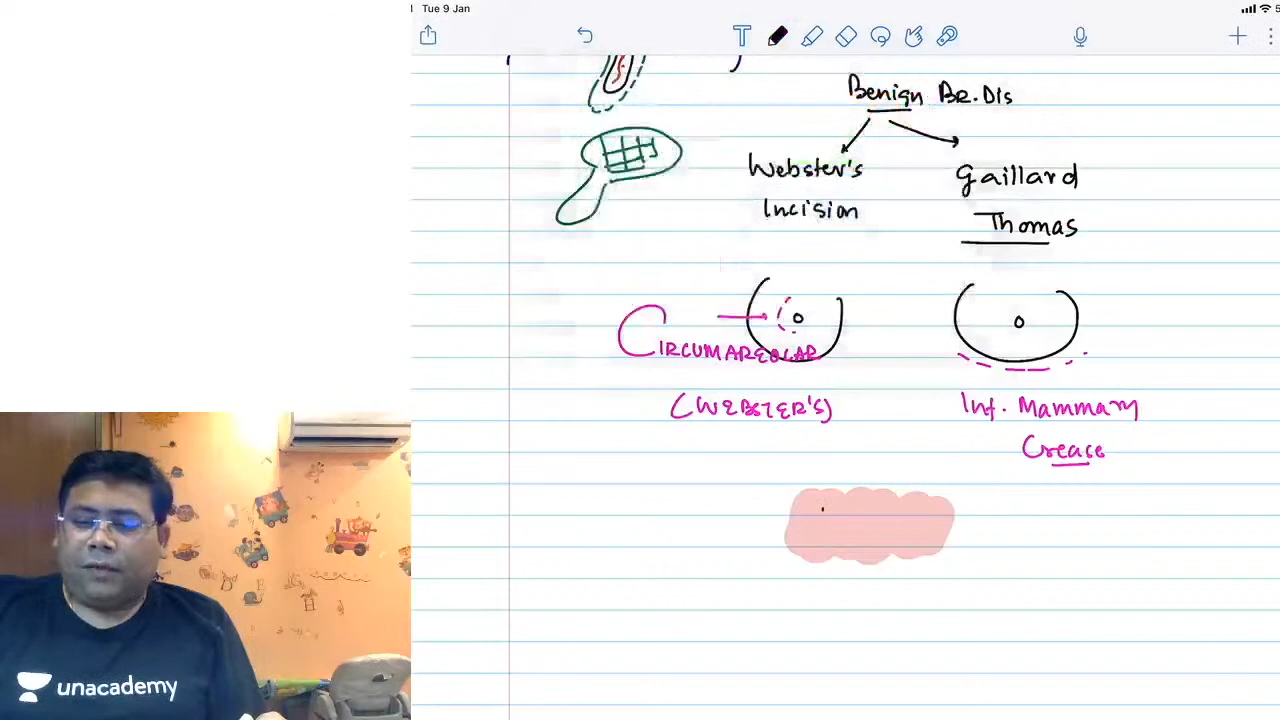 Tue 9 Jan
Benign BR.DIS
Webster's
Incision
Gaillard
Thomas
CIRCUMAREOLAR
(WEBSTER'S)
Inf. Mammary
Crease
unacademy